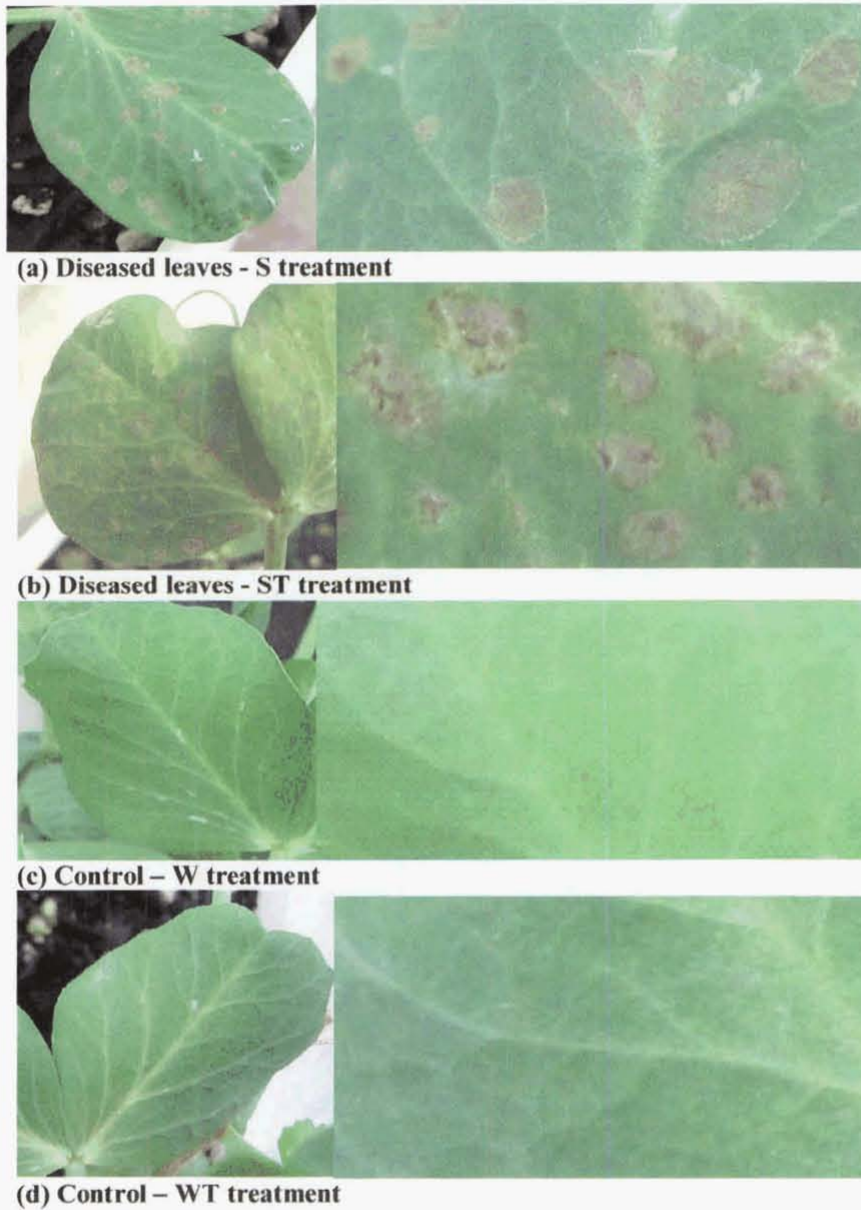 (a) Diseased leaves - S treatment
(b) Diseased leaves - ST treatment
(c) Control – W treatment
(d) Control – WT treatment